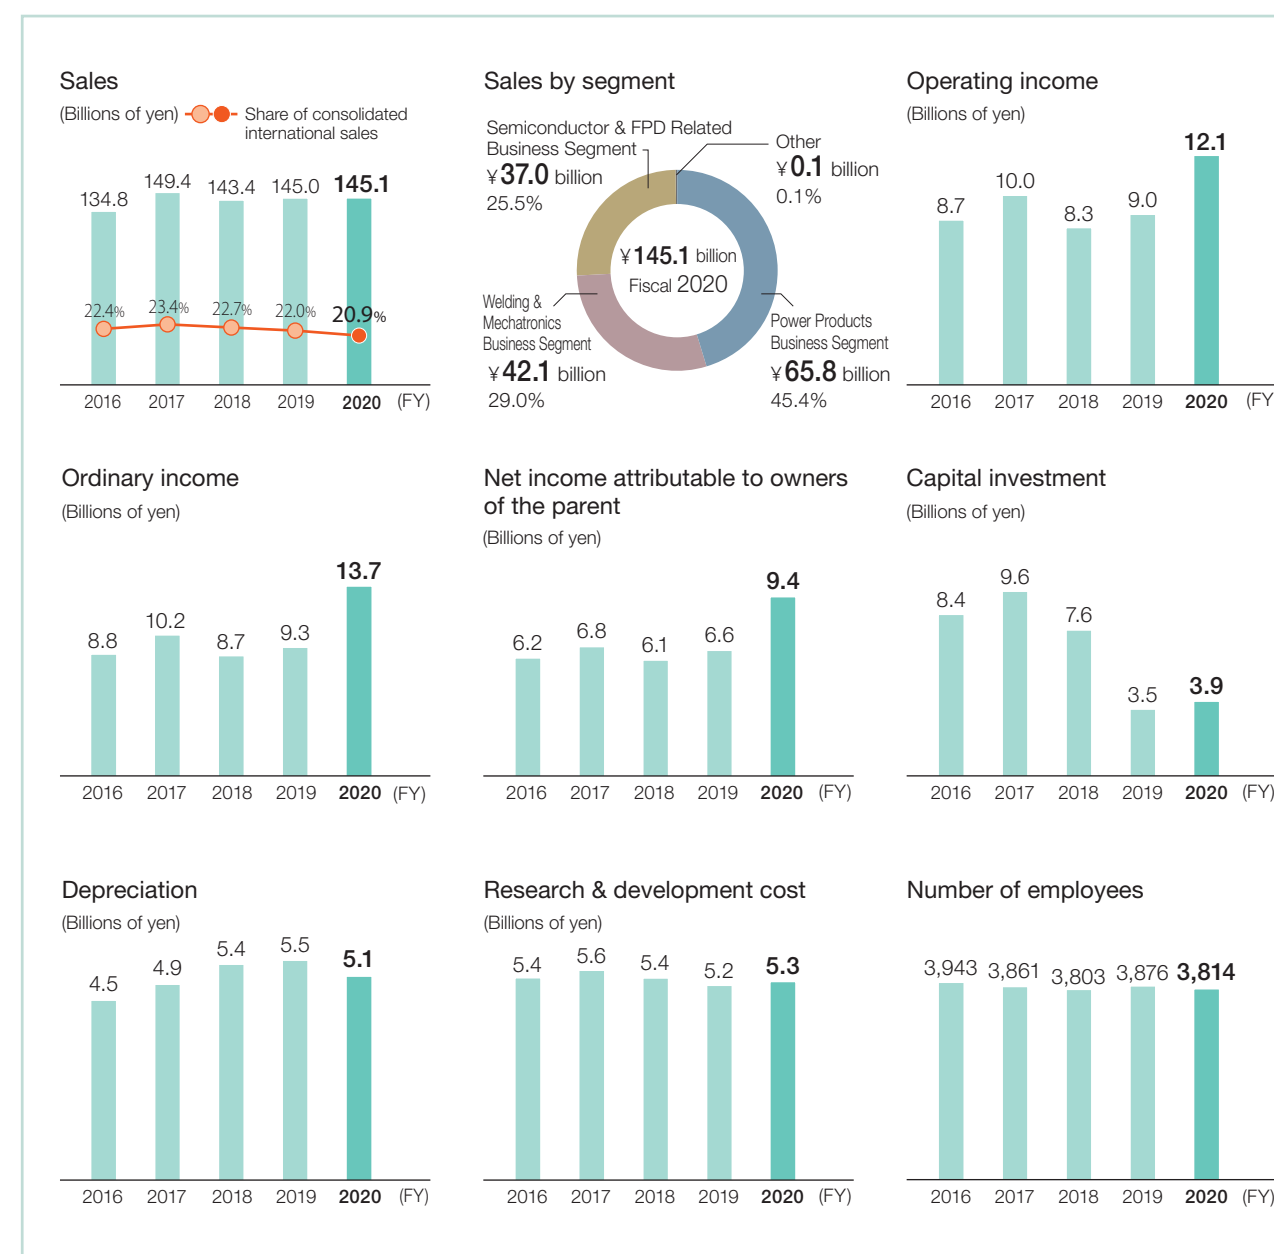 Sales
(Billions of yen)
Share of consolidated
international sales
134.8
149.4
143.4
145.0
145.1
22.4%
23.4%
22.7%
22.0%
20.9%
2016 2017 2018 2019 2020 (FY)
Sales by segment
Semiconductor & FPD Related
Business Segment
¥37.0 billion
25.5%
Other
¥0.1 billion
0.1%
¥145.1 billion
Fiscal 2020
Welding &
Mechatronics
Business Segment
¥42.1 billion
29.0%
Power Products
Business Segment
¥65.8 billion
45.4%
Operating income
(Billions of yen)
8.7
10.0
8.3
9.0
12.1
2016 2017 2018 2019 2020 (FY
Ordinary income
(Billions of yen)
8.8
10.2
8.7
9.3
13.7
2016 2017 2018 2019 2020 (FY)
Net income attributable to owners
of the parent
(Billions of yen)
6.2
6.8
6.1
6.6
9.4
2016 2017 2018 2019 2020 (FY)
Capital investment
(Billions of yen)
8.4
9.6
7.6
3.5
3.9
2016 2017 2018 2019 2020 (FY)
Depreciation
(Billions of yen)
4.5
4.9
5.4
5.5
5.1
2016 2017 2018 2019 2020 (FY)
Research & development cost
(Billions of yen)
5.4
5.6
5.4
5.2
5.3
2016 2017 2018 2019 2020 (FY)
Number of employees
3,943
3,861
3,803
3,876
3,814
2016 2017 2018 2019 2020 (FY)